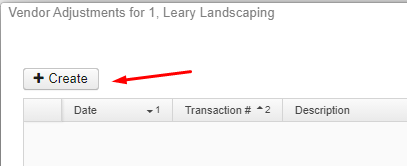 Vendor Adjustments for 1, Leary Landscaping
+ Create
Date 1 Transaction # 2 Description